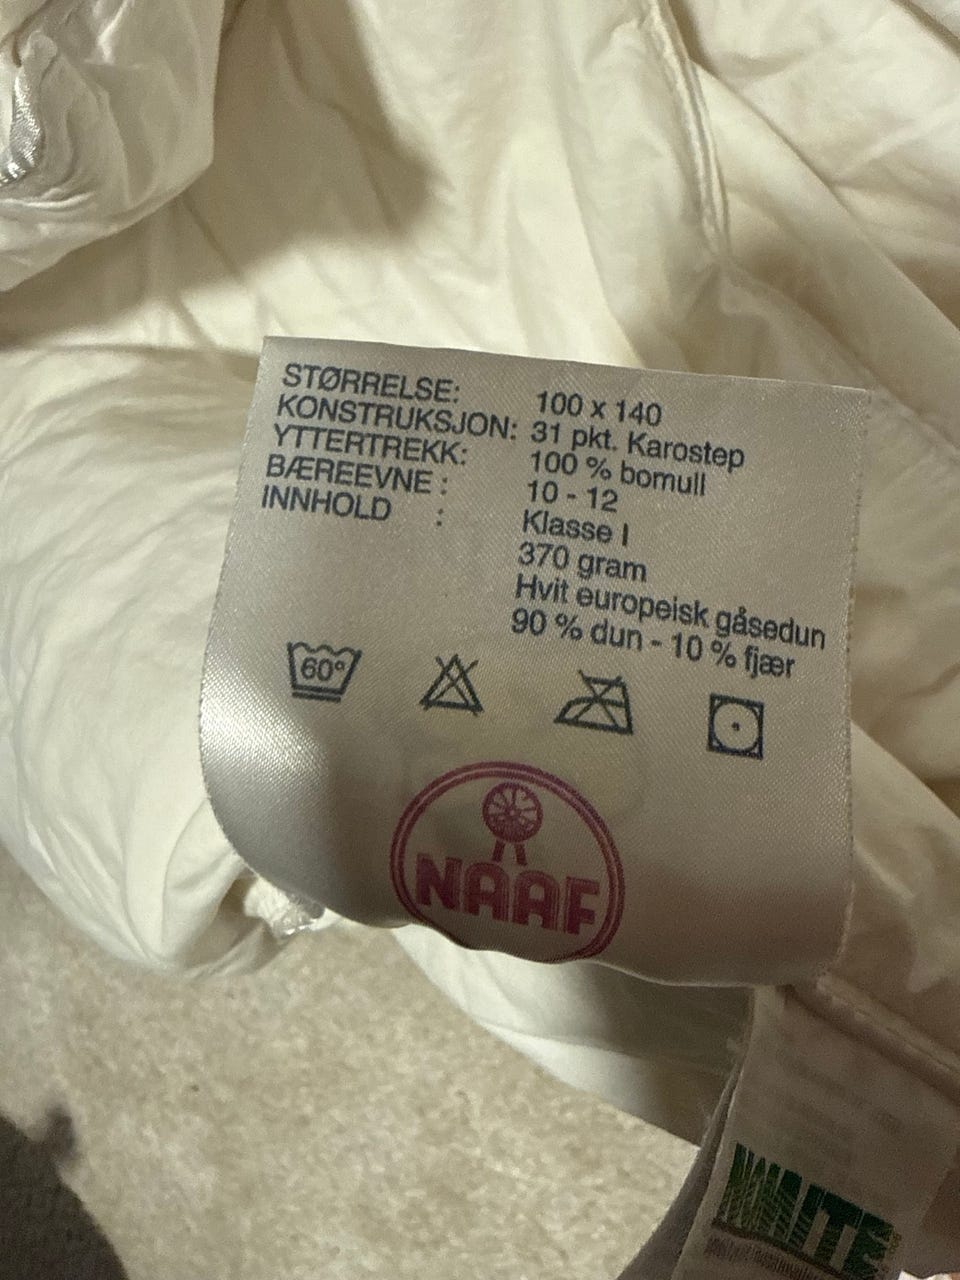 STØRRELSE: 100 x 140
KONSTRUKSJON: 31 pkt. Karostep
YTTERTREKK: 100 % bomull
BÆREEVNE : 10 - 12
INNHOLD : Klasse I
370 gram
Hvit europeisk gåsedun
90 % dun - 10 % fjær
60°
NAAF